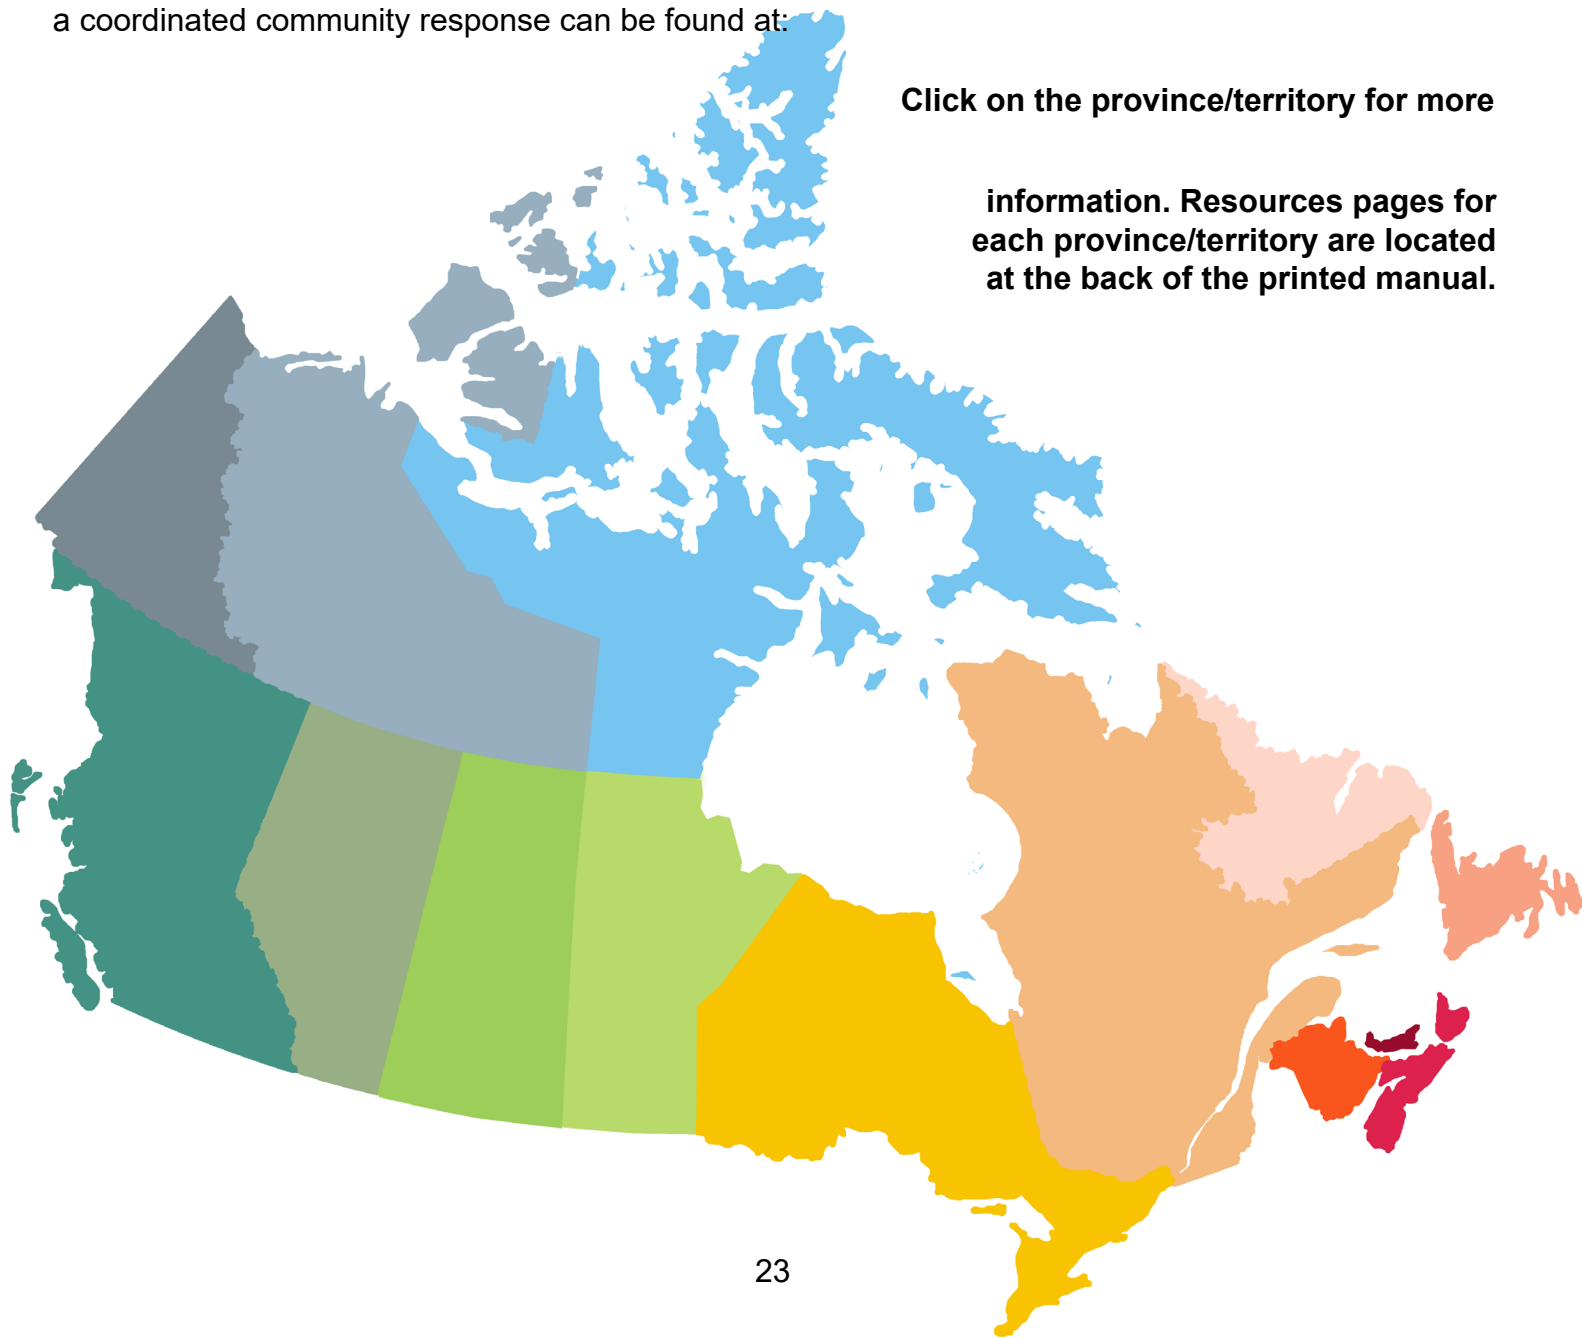 a coordinated community response can be found at:
Click on the province/territory for more
information. Resources pages for
each province/territory are located
at the back of the printed manual.
23